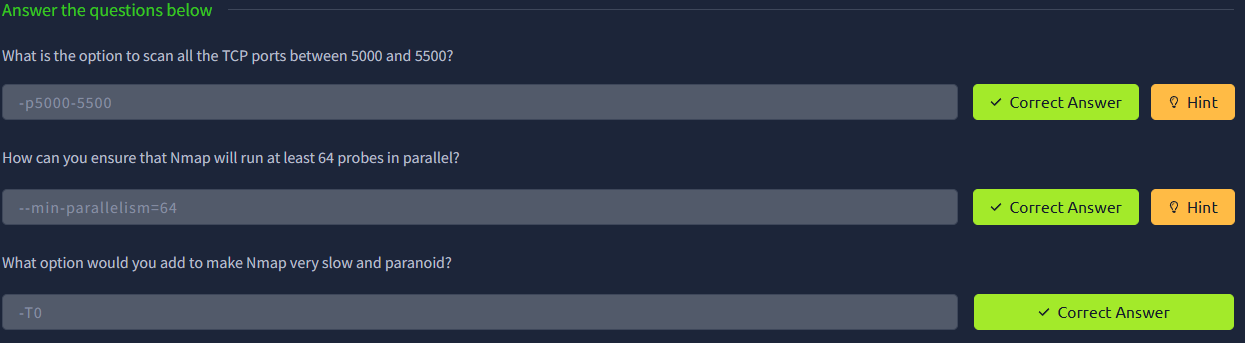 Answer the questions below
What is the option to scan all the TCP ports between 5000 and 5500?
-p5000-5500
Correct Answer
Hint
How can you ensure that Nmap will run at least 64 probes in parallel?
--min-parallelism=64
Correct Answer
Hint
What option would you add to make Nmap very slow and paranoid?
-T0
Correct Answer